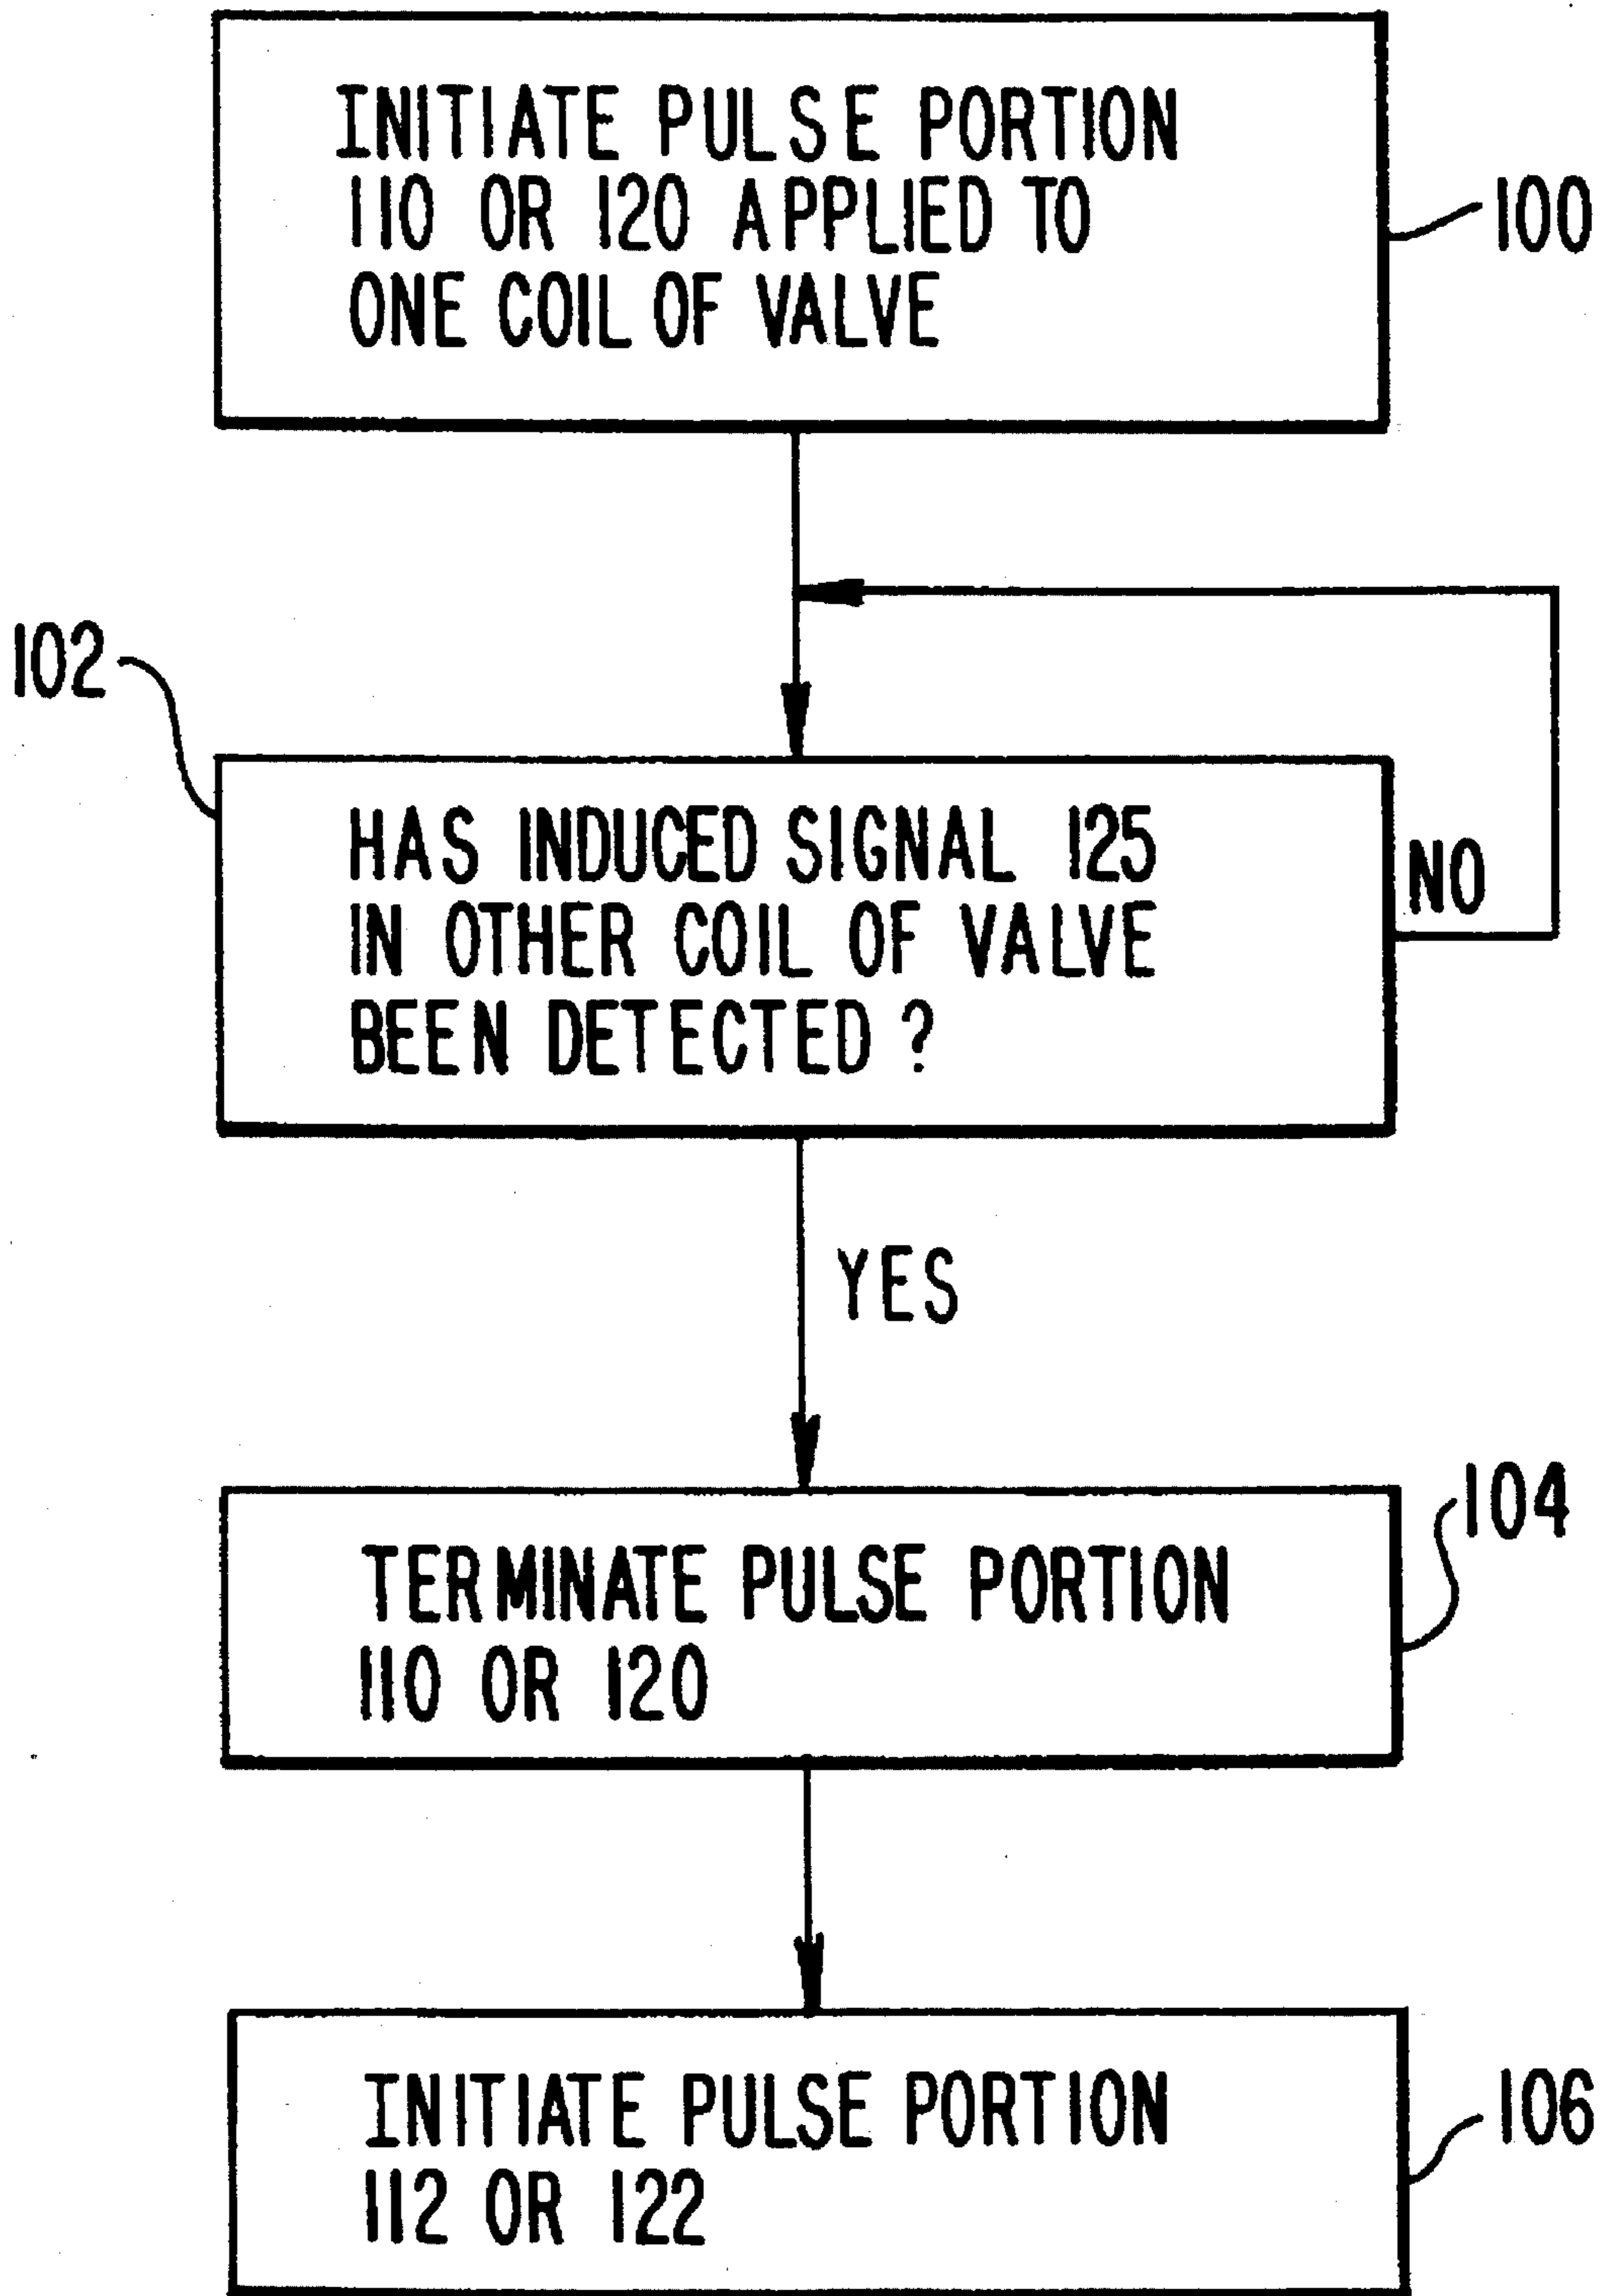 INITIATE PULSE PORTION
110 OR 120 APPLIED TO
ONE COIL OF VALVE
100
102
HAS INDUCED SIGNAL 125
IN OTHER COIL OF VALVE
BEEN DETECTED ?
NO
YES
104
TERMINATE PULSE PORTION
110 OR 120
INITIATE PULSE PORTION
112 OR 122
106